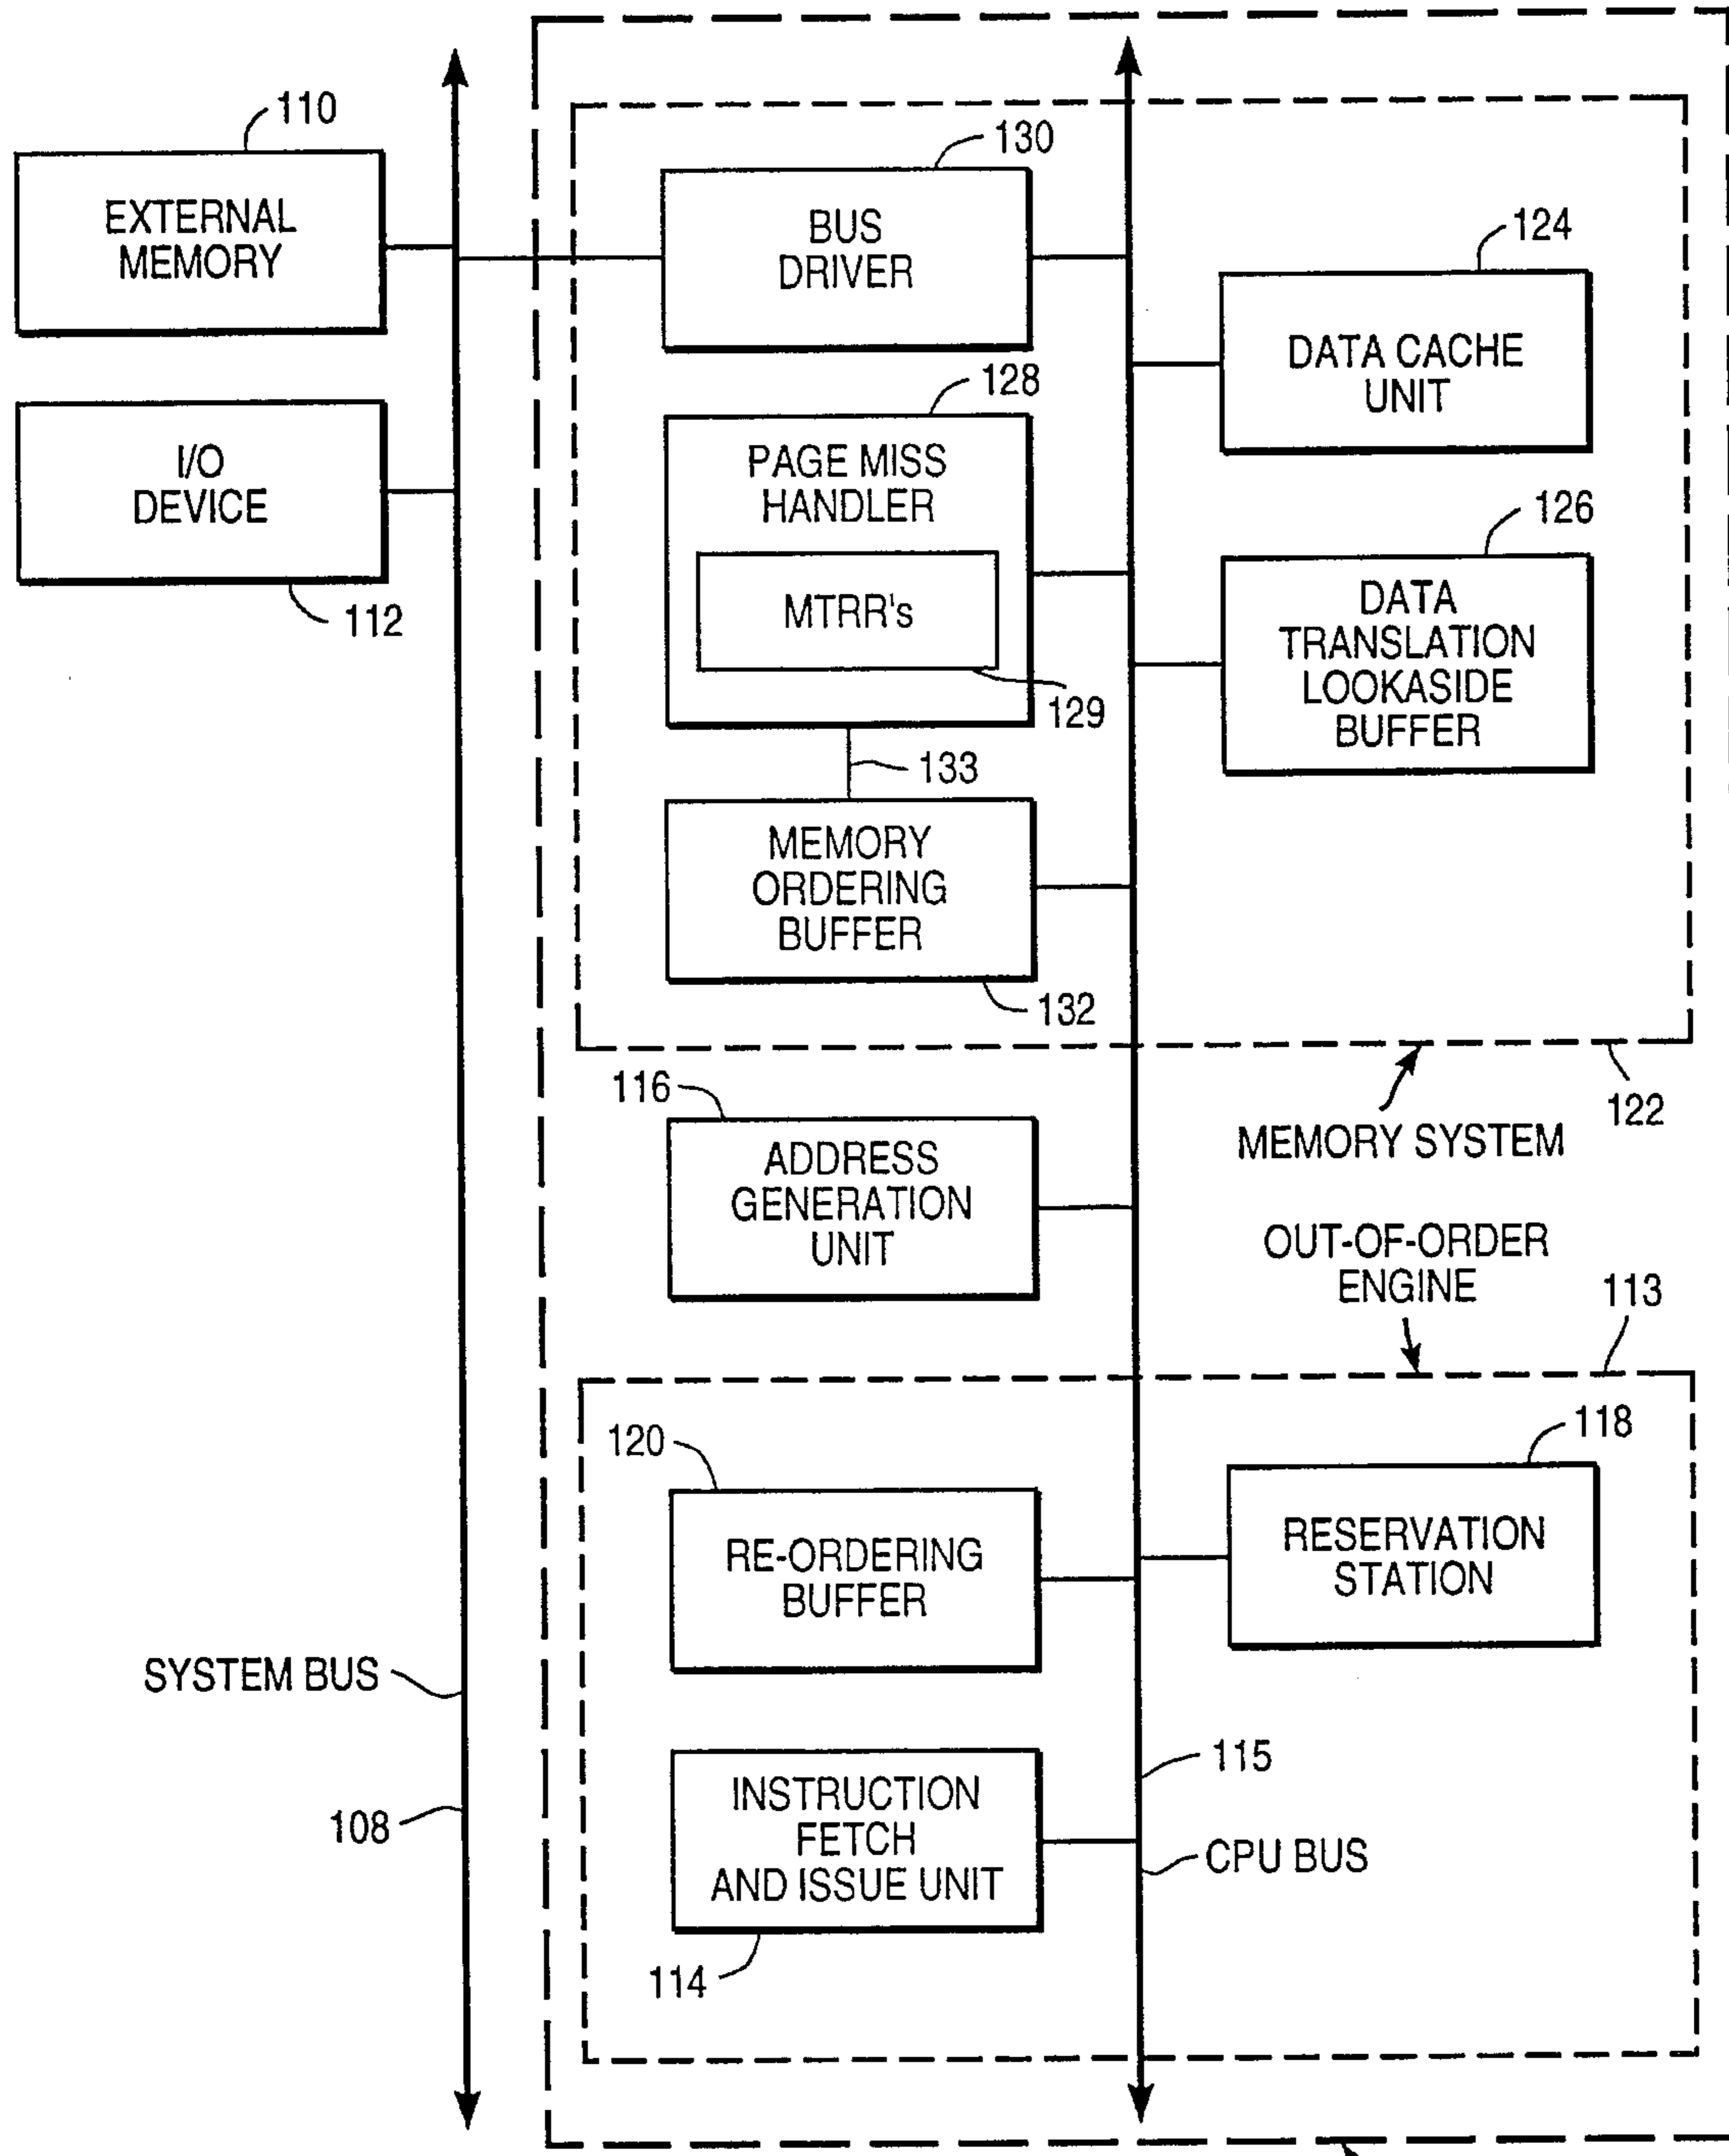 110
EXTERNAL
MEMORY
I/O
DEVICE
112
130
BUS
DRIVER
124
DATA CACHE
UNIT
128
PAGE MISS
HANDLER
MTRR's
129
126
DATA
TRANSLATION
LOOKASIDE
BUFFER
133
MEMORY
ORDERING
BUFFER
132
122
MEMORY SYSTEM
116
ADDRESS
GENERATION
UNIT
OUT-OF-ORDER
ENGINE
113
120
RE-ORDERING
BUFFER
118
RESERVATION
STATION
SYSTEM BUS
108
INSTRUCTION
FETCH
AND ISSUE UNIT
114
115
CPU BUS